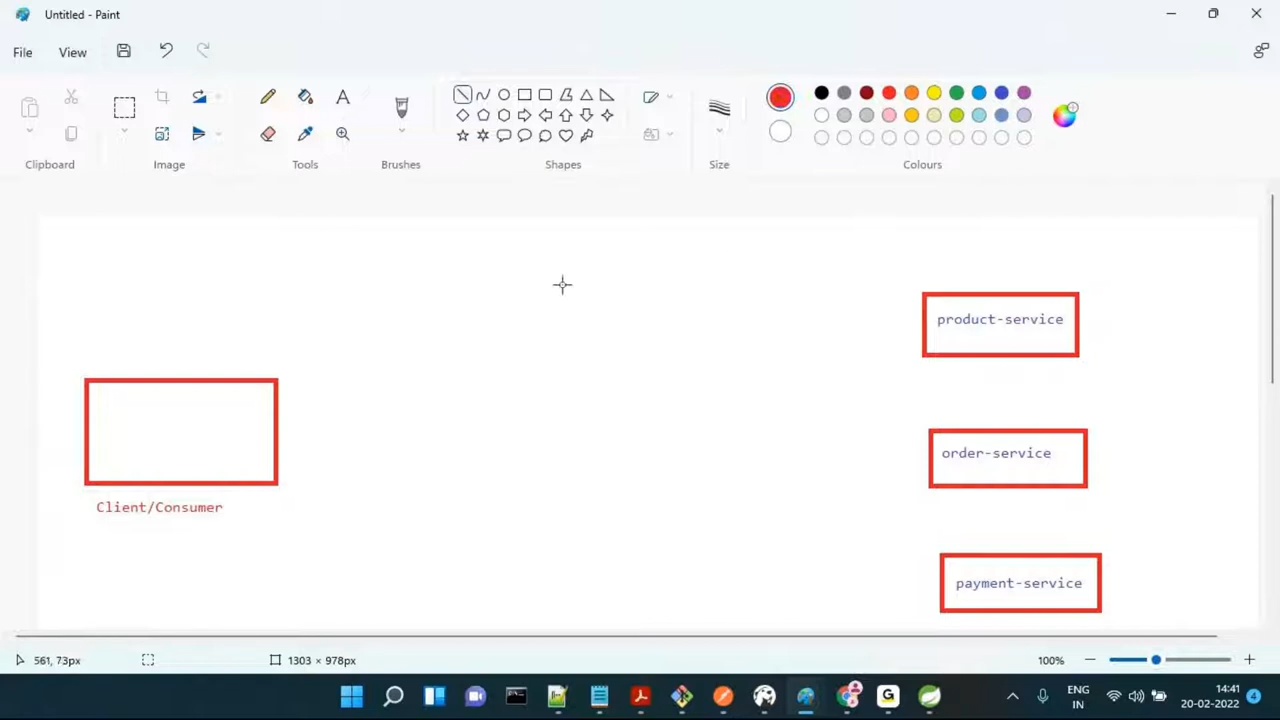 Untitled - Paint
File
View
Clipboard
Image
Tools
Brushes
Shapes
Size
Colours
product-service
order-service
Client/Consumer
payment-service
561, 73px
1303 × 978px
100%
ENG
IN
14:41
20-02-2022
4